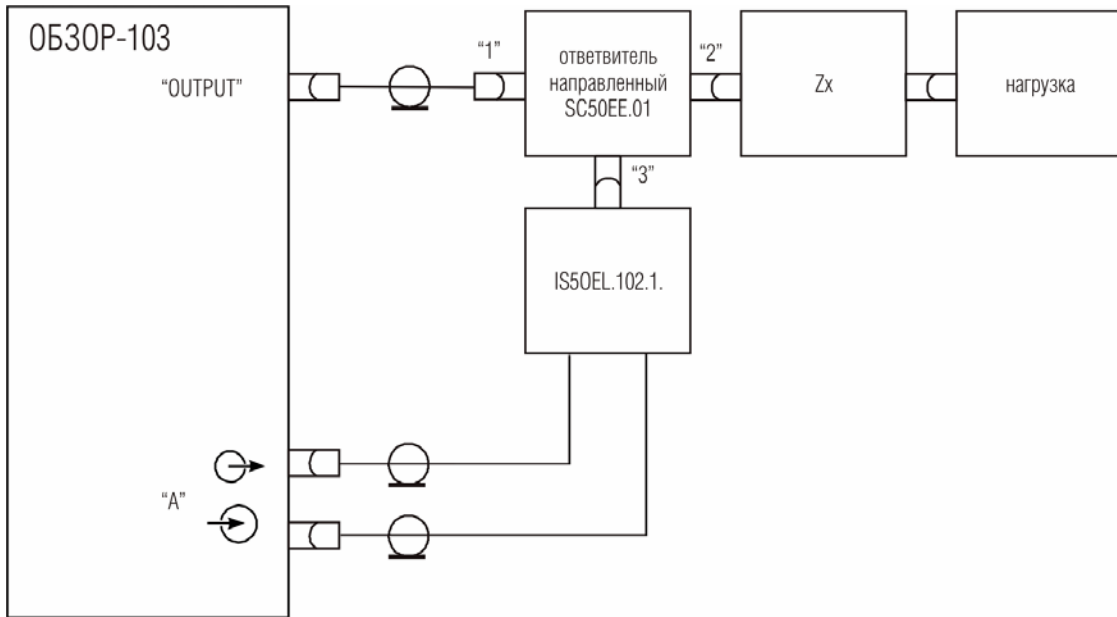 ОБЗОР-103
"OUTPUT"
"1"
ответвитель
направленный
SC50EE.01
"2"
Zx
нагрузка
"3"
IS50EL.102.1.
"A"